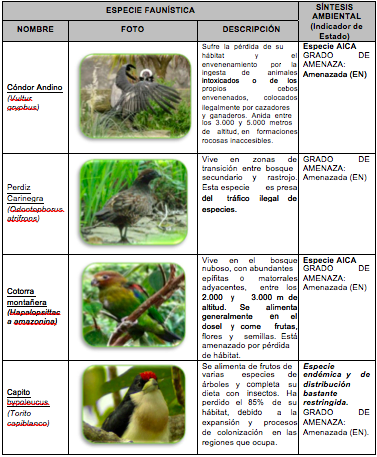 ESPECIE FAUNÍSTICA
SÍNTESIS
AMBIENTAL
(Indicador de
Estado)
NOMBRE
FOTO
DESCRIPCIÓN
Cóndor Andino
(Vultur
gryphus)
Sufre la pérdida de su
hábitat y el
envenenamiento por la
ingesta de animales
intoxicados o de los
propios cebos
envenenados, colocados
ilegalmente por cazadores
y ganaderos. Anida entre
los 3.000 y 5.000 metros
de altitud, en formaciones
rocosas inaccesibles.
Especie AICA
GRADO DE
AMENAZA:
Amenazada (EN)
Perdiz
Carinegra
(Odontophorus
atrifrons)
Vive en zonas de
transición entre bosque
secundario y rastrojo.
Esta especie es presa
del tráfico ilegal de
especies.
GRADO DE
AMENAZA:
Amenazada (EN)
Cotorra
montañera
(Hapalopsitta
a amazonina)
Vive en el bosque
nuboso, con abundantes
epífitas o matorrales
adyacentes, entre los
2.000 y 3.000 m de
altitud. Se alimenta
generalmente en el
dosel y come frutas,
flores y semillas. Está
amenazado por pérdida
de hábitat.
Especie AICA
GRADO DE
AMENAZA:
Amenazada (EN)
Capito
hypoleucus
(Torito
capiblanco)
Se alimenta de frutos de
varias especies de
árboles y completa su
dieta con insectos. Ha
perdido el 85% de su
hábitat, debido a la
expansión y procesos
de colonización en las
regiones que ocupa.
Especie
endémica y de
distribución
bastante
restringida.
GRADO DE
AMENAZA:
Amenazada (EN).